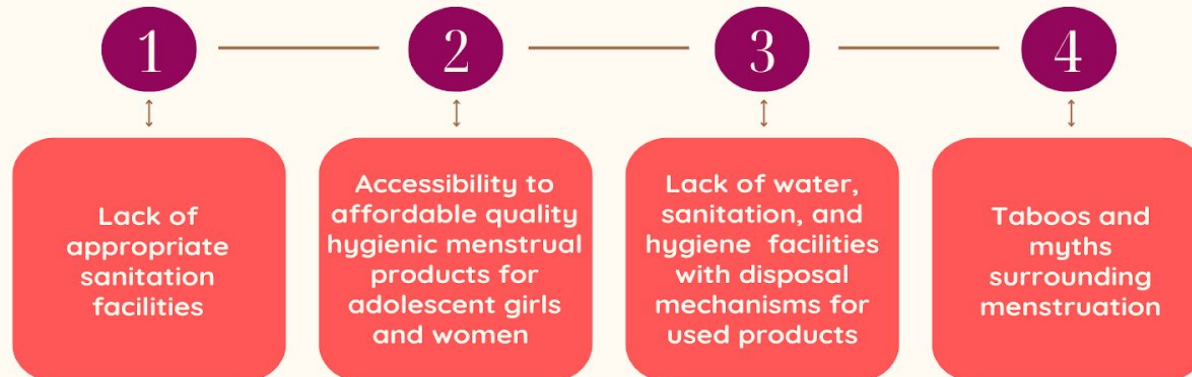 1
2
3
4
Lack of
appropriate
sanitation
facilities
Accessibility to
affordable quality
hygienic menstrual
products for
adolescent girls
and women
Lack of water,
sanitation, and
hygiene facilities
with disposal
mechanisms for
used products
Taboos and
myths
surrounding
menstruation